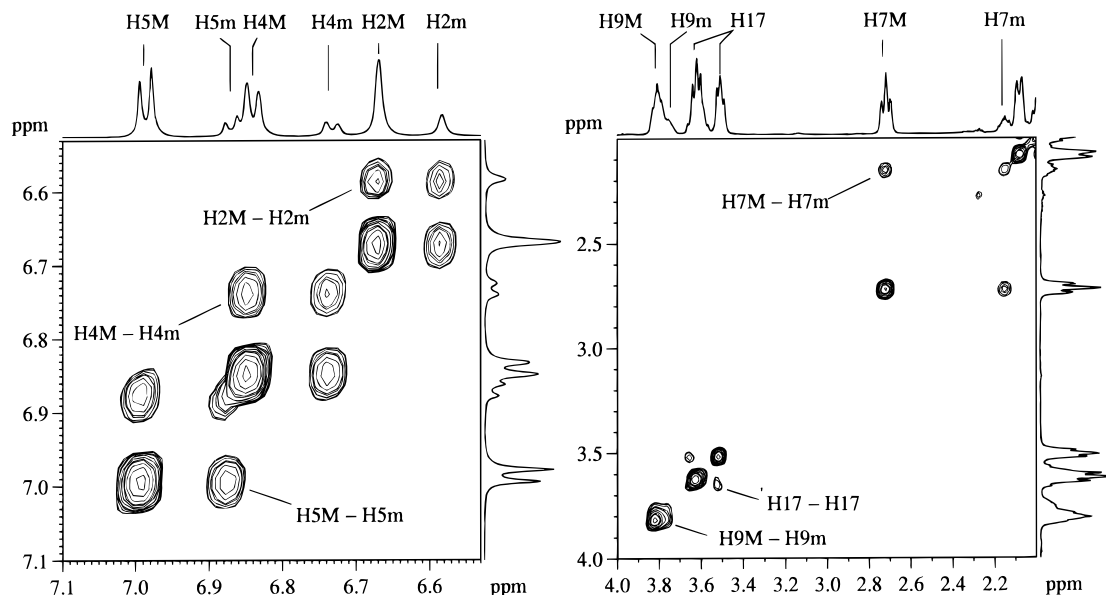 H5M H5m H4M H4m H2M H2m
ppm
6.6
6.7
6.8
6.9
7.0
7.1
H2M – H2m
H4M – H4m
H5M – H5m
7.1 7.0 6.9 6.8 6.7 6.6 ppm
H9M H9m H17 H7M H7m
ppm
2.5
3.0
3.5
4.0
H7M – H7m
H17 – H17
H9M – H9m
4.0 3.8 3.6 3.4 3.2 3.0 2.8 2.6 2.4 2.2 ppm